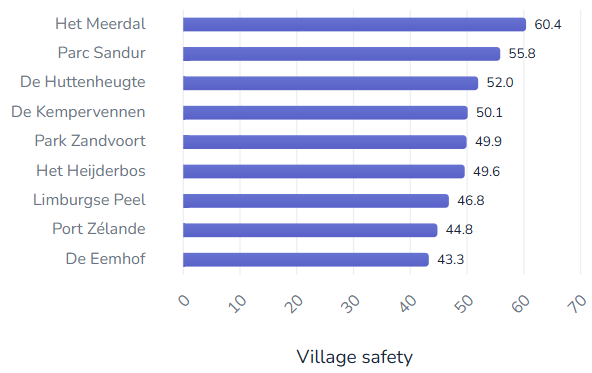 Het Meerdal 60.4
Parc Sandur 55.8
De Huttenheugte 52.0
De Kempervennen 50.1
Park Zandvoort 49.9
Het Heijderbos 49.6
Limburgse Peel 46.8
Port Zélande 44.8
De Eemhof 43.3
0 10 20 30 40 50 60 70
Village safety